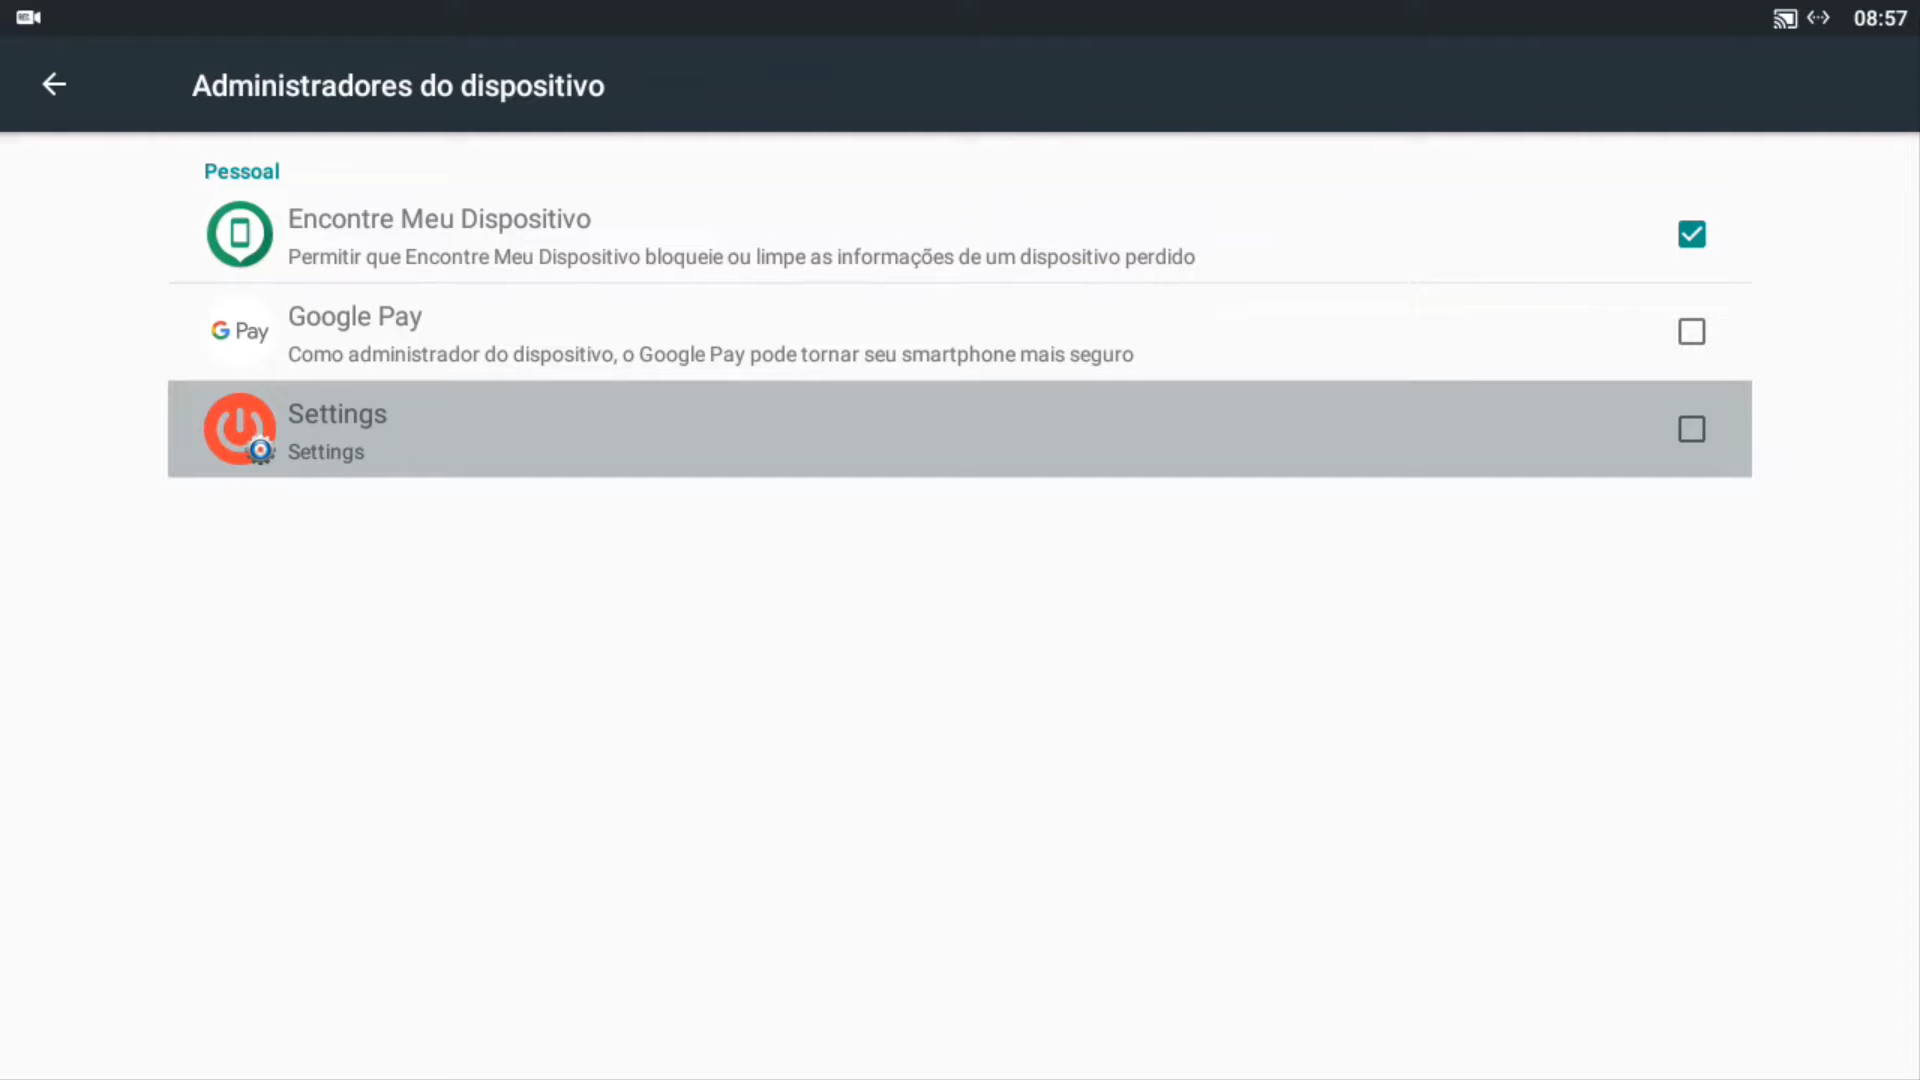 08:57
Administradores do dispositivo
Pessoal
Encontre Meu Dispositivo
Permitir que Encontre Meu Dispositivo bloqueie ou limpe as informações de um dispositivo perdido
G Pay
Google Pay
Como administrador do dispositivo, o Google Pay pode tornar seu smartphone mais seguro
Settings
Settings